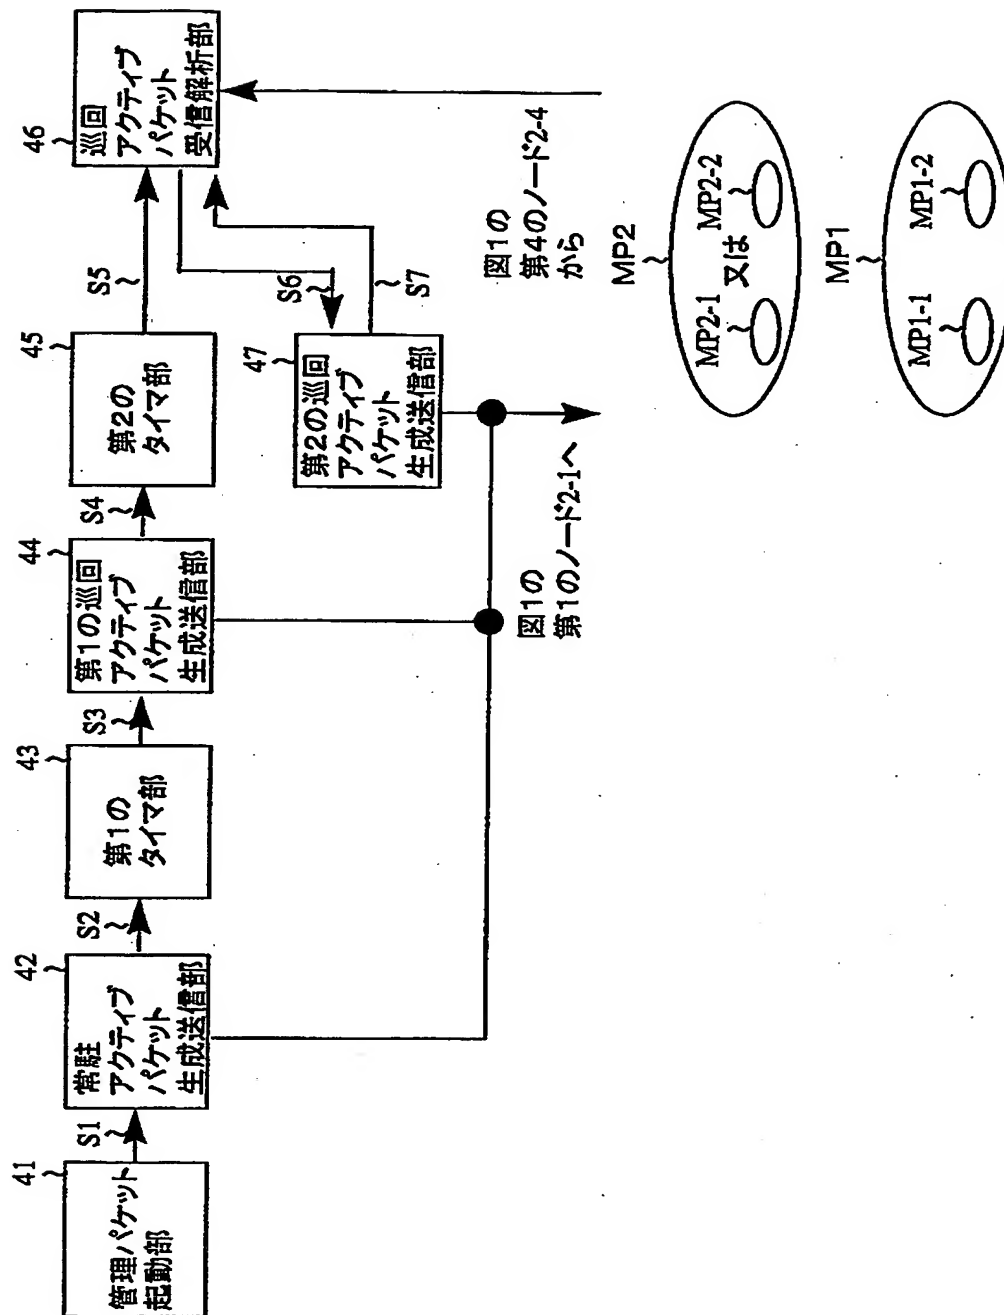 41
管理パケット
起動部
S1
42
常駐
アクティブ
パケット
生成送信部
S2
43
第1の
タイマ部
S3
44
第1の巡回
アクティブ
パケット
生成送信部
S4
45
第2の
タイマ部
S5
46
巡回
アクティブ
パケット
受信解析部
S6
S7
47
第2の巡回
アクティブ
パケット
生成送信部
図1の
第1のノード2-1へ
図1の
第4のノード2-4
から
MP2
MP2-1
MP2-2
又は
MP1
MP1-1
MP1-2